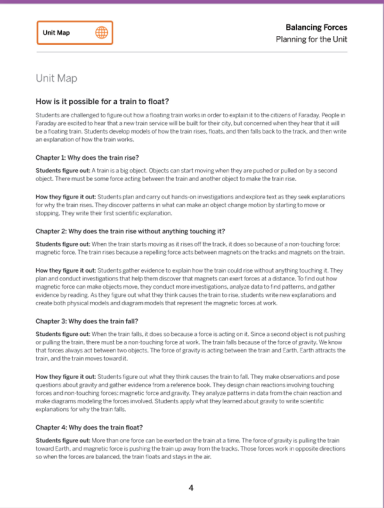 Unit Map
Balancing Forces
Planning for the Unit
Unit Map
How is it possible for a train to float?
Students are challenged to figure out how a floating train works in order to explain it to the citizens of Faraday. People in
Faraday are excited to hear that a new train service will be built for their city, but concerned when they hear that it will
be a floating train. Students develop models of how the train rises, floats, and then falls back to the track, and then write
an explanation of how the train works.
Chapter 1: Why does the train rise?
Students figure out: A train is a big object. Objects can start moving when they are pushed or pulled on by a second
object. There must be some force acting between the train and another object to make the train rise.
How they figure it out: Students plan and carry out hands-on investigations and explore text as they seek explanations
for why the train rises. They discover patterns in what can make an object change motion by starting to move or
stopping. They write their first scientific explanation.
Chapter 2: Why does the train rise without anything touching it?
Students figure out: When the train starts moving as it rises off the track, it does so because of a non-touching force:
magnetic force. The train rises because a repelling force acts between magnets on the tracks and magnets on the train.
How they figure it out: Students gather evidence to explain how the train could rise without anything touching it. They
plan and conduct investigations that help them discover that magnets can exert forces at a distance. To find out how
magnetic force can make objects move, they conduct more investigations, analyze data to find patterns, and gather
evidence by reading. As they figure out what they think causes the train to rise, students write new explanations and
create both physical models and diagram models that represent the magnetic forces at work.
Chapter 3: Why does the train fall?
Students figure out: When the train falls, it does so because a force is acting on it. Since a second object is not pushing
or pulling the train, there must be a non-touching force at work. The train falls because of the force of gravity. We know
that forces always act between two objects. The force of gravity is acting between the train and Earth. Earth attracts the
train, and the train moves toward it.
How they figure it out: Students figure out what they think causes the train to fall. They make observations and pose
questions about gravity and gather evidence from a reference book. They design chain reactions involving touching
forces and non-touching forces; magnetic force and gravity. They analyze patterns in data from the chain reaction and
make diagrams modeling the forces involved. Students apply what they learned about gravity to write scientific
explanations for why the train falls.
Chapter 4: Why does the train float?
Students figure out: More than one force can be exerted on the train at a time. The force of gravity is pulling the train
toward Earth, and magnetic force is pushing the train up away from the tracks. Those forces work in opposite directions
so when the forces are balanced, the train floats and stays in the air.
4